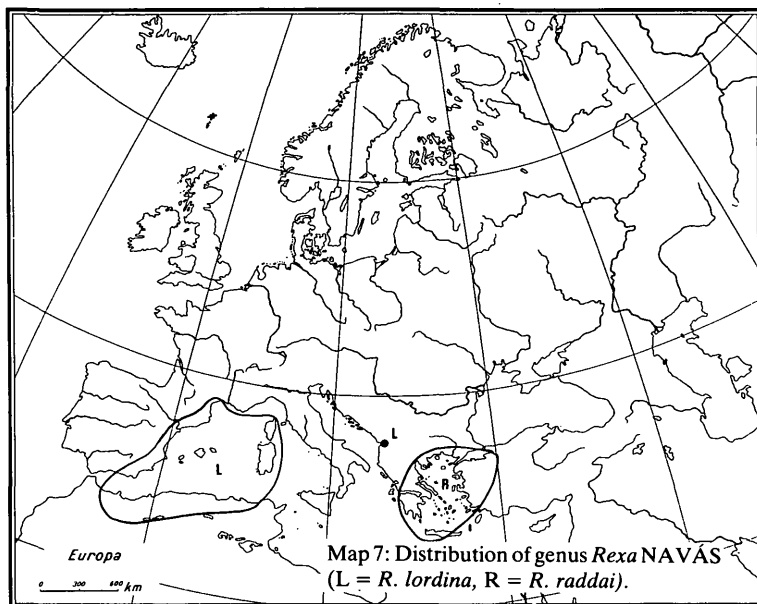 L
R
L
Europa
0 300 600 km
Map 7: Distribution of genus Rexa NAVÁS
(L = R. lordina, R = R. raddai).